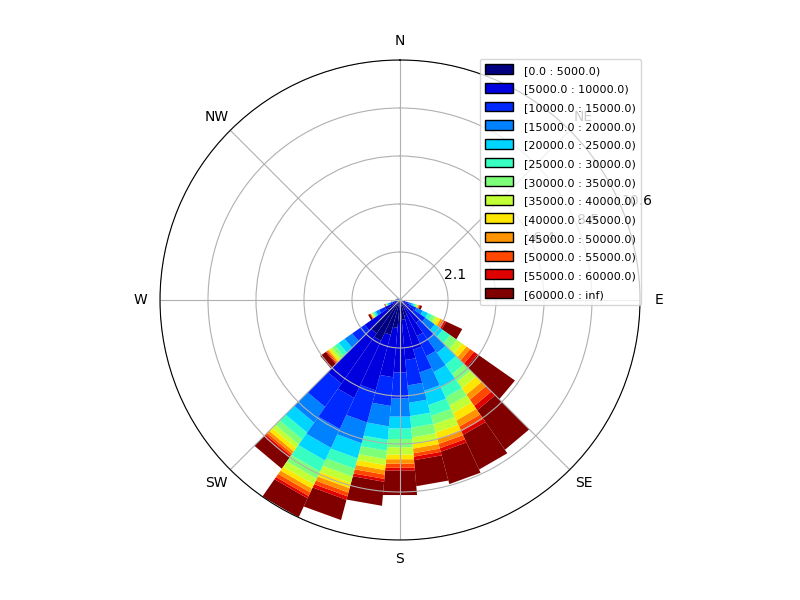 N
NW
NE
[0.0 : 5000.0)
[5000.0 : 10000.0)
[10000.0 : 15000.0)
[15000.0 : 20000.0)
[20000.0 : 25000.0)
[25000.0 : 30000.0)
[30000.0 : 35000.0)
[35000.0 : 40000.0)
[40000.0 : 45000.0)
[45000.0 : 50000.0)
[50000.0 : 55000.0)
[55000.0 : 60000.0)
[60000.0 : inf)
2.1
W
E
SW
SE
S